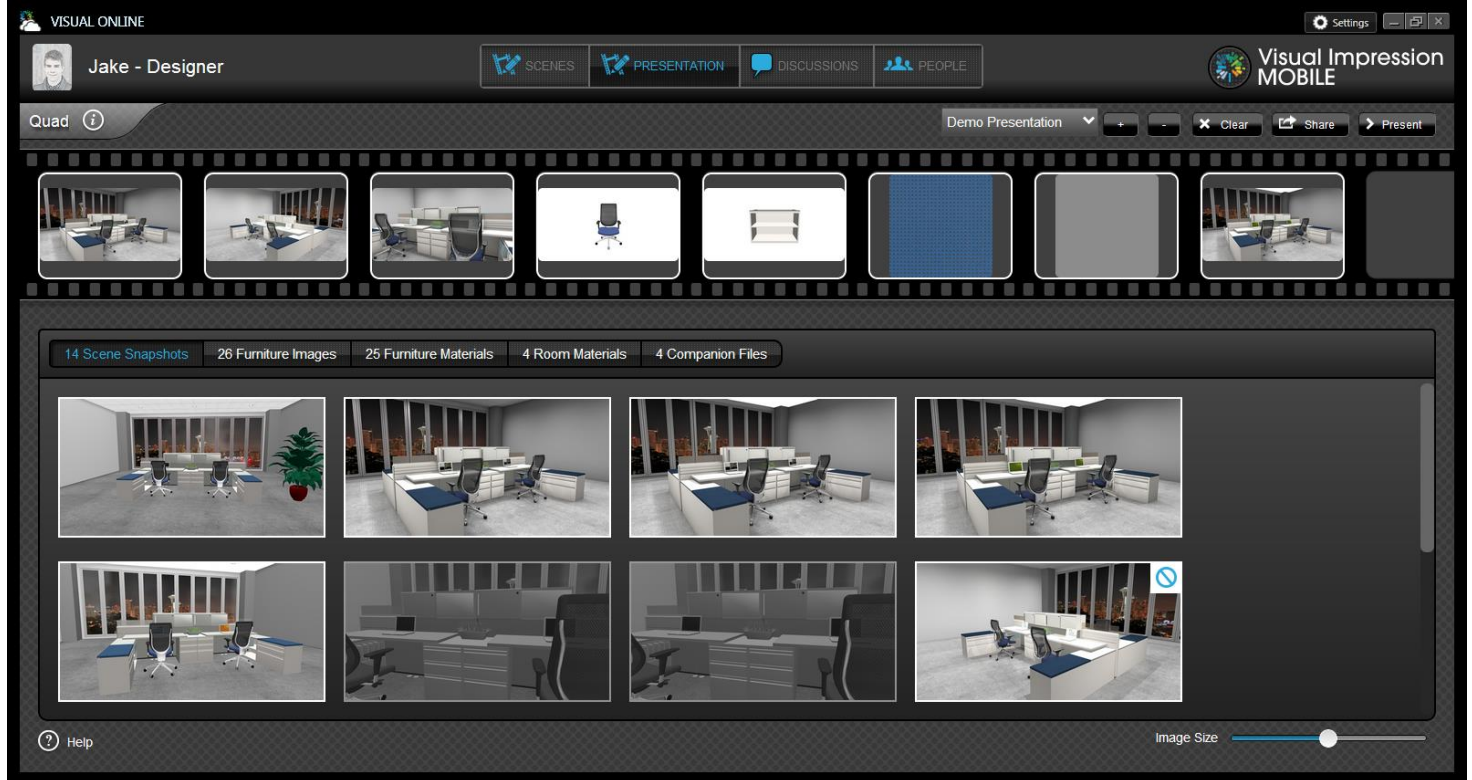 VISUAL ONLINE
Settings
Jake - Designer
SCENES
PRESENTATION
DISCUSSIONS
PEOPLE
Visual Impression
MOBILE
Quad
Demo Presentation
+
-
Clear
Share
Present
14 Scene Snapshots
26 Furniture Images
25 Furniture Materials
4 Room Materials
4 Companion Files
? Help
Image Size